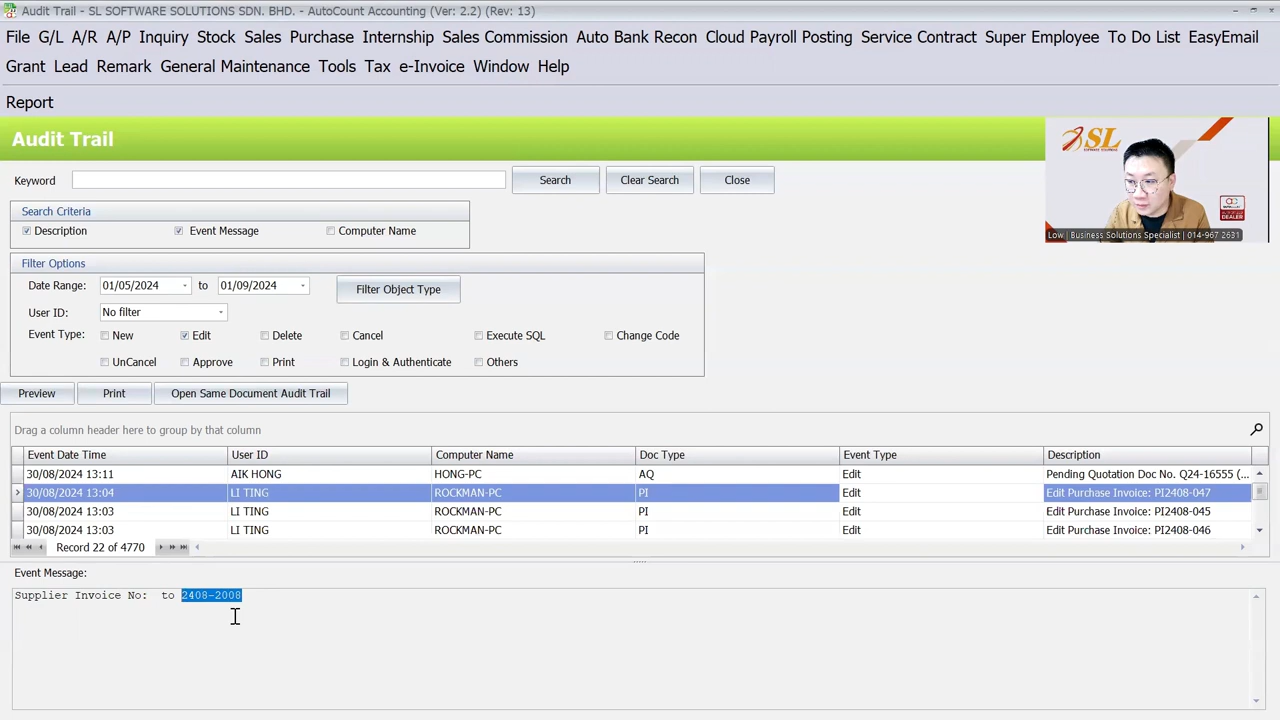 Audit Trail - SL SOFTWARE SOLUTIONS SDN. BHD. - AutoCount Accounting (Ver: 2.2) (Rev: 13)
File G/L A/R A/P Inquiry Stock Sales Purchase Internship Sales Commission Auto Bank Recon Cloud Payroll Posting Service Contract Super Employee To Do List EasyEmail
Grant Lead Remark General Maintenance Tools Tax e-Invoice Window Help
Report
Audit Trail
SL
Low | Business Solutions Specialist | 014-967 2631
Keyword Search Clear Search Close
Search Criteria
Description Event Message Computer Name
Filter Options
Date Range: 01/05/2024 to 01/09/2024 Filter Object Type
User ID: No filter
Event Type: New Edit Delete Cancel Execute SQL Change Code
UnCancel Approve Print Login & Authenticate Others
Preview Print Open Same Document Audit Trail
Drag a column header here to group by that column
Event Date Time User ID Computer Name Doc Type Event Type Description
30/08/2024 13:11 AIK HONG HONG-PC AQ Edit Pending Quotation Doc No. Q24-16555 (...
30/08/2024 13:04 LI TING ROCKMAN-PC PI Edit Edit Purchase Invoice: PI2408-047
30/08/2024 13:03 LI TING ROCKMAN-PC PI Edit Edit Purchase Invoice: PI2408-045
30/08/2024 13:03 LI TING ROCKMAN-PC PI Edit Edit Purchase Invoice: PI2408-046
Record 22 of 4770
Event Message:
Supplier Invoice No: to 2408-2008